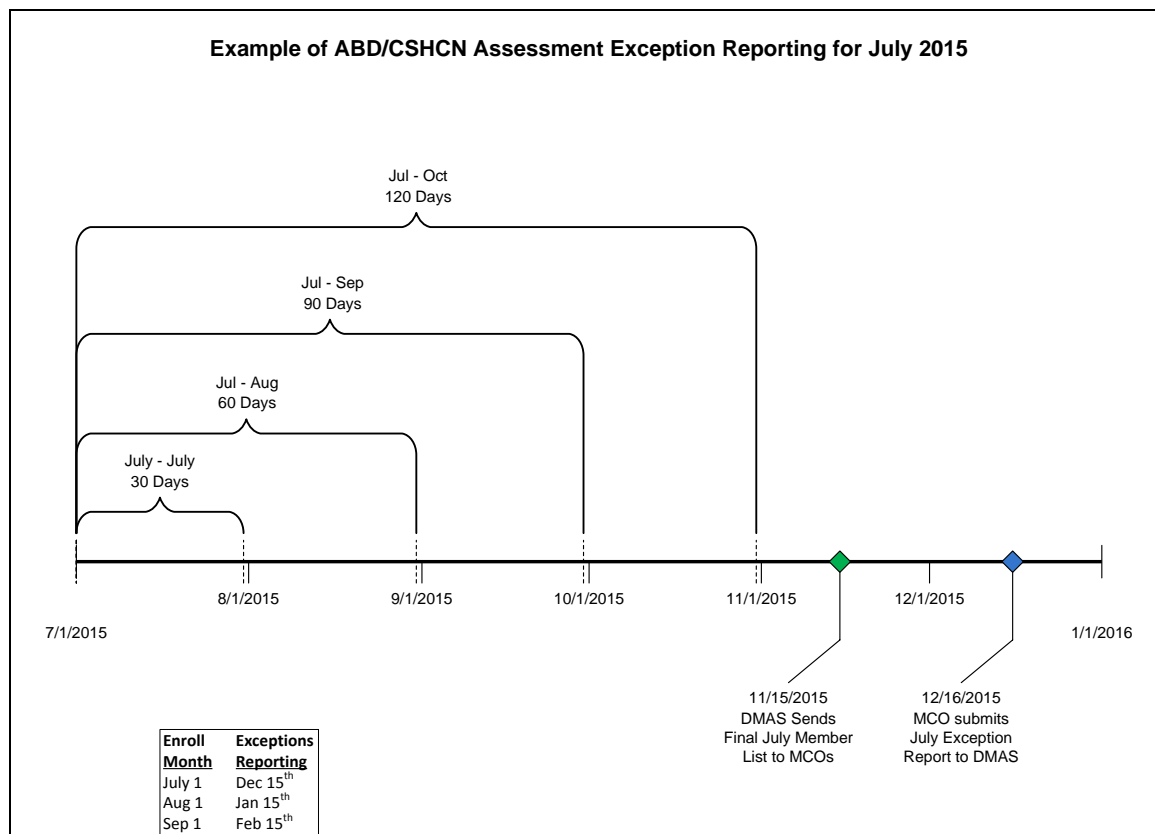 Example of ABD/CSHCN Assessment Exception Reporting for July 2015
Jul - Oct
120 Days
Jul - Sep
90 Days
Jul - Aug
60 Days
July - July
30 Days
8/1/2015
9/1/2015
10/1/2015
11/1/2015
12/1/2015
7/1/2015
1/1/2016
11/15/2015
DMAS Sends
Final July Member
List to MCOs
12/16/2015
MCO submits
July Exception
Report to DMAS
Enroll Exceptions
Month Reporting
July 1 Dec 15th
Aug 1 Jan 15th
Sep 1 Feb 15th